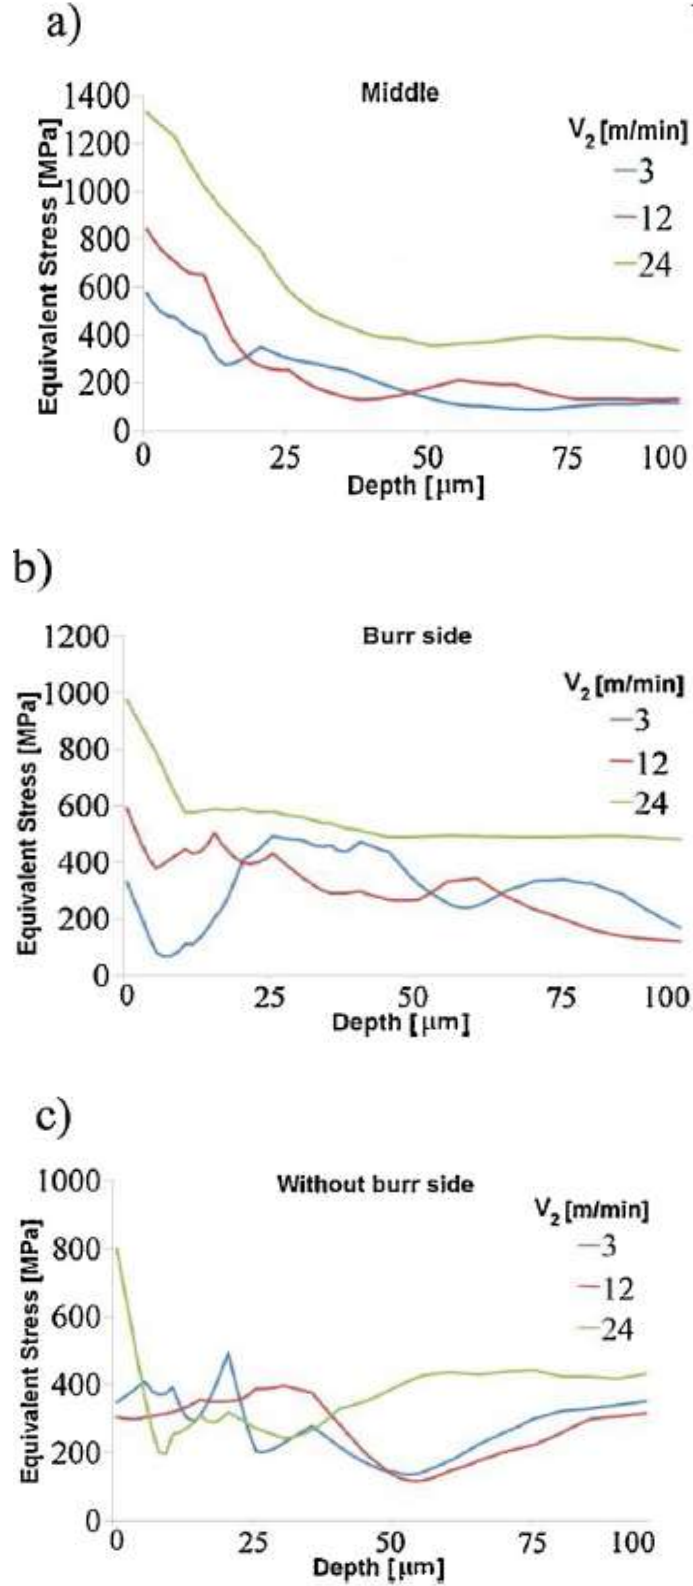 a)
Middle
Equivalent Stress [MPa]
1400
1200
1000
800
600
400
200
0
V2 [m/min]
3
12
24
0 25 50 75 100
Depth [μm]
b)
Burr side
Equivalent Stress [MPa]
1200
1000
800
600
400
200
0
V2 [m/min]
3
12
24
0 25 50 75 100
Depth [μm]
c)
Without burr side
Equivalent Stress [MPa]
1000
800
600
400
200
0
V2 [m/min]
3
12
24
0 25 50 75 100
Depth [μm]